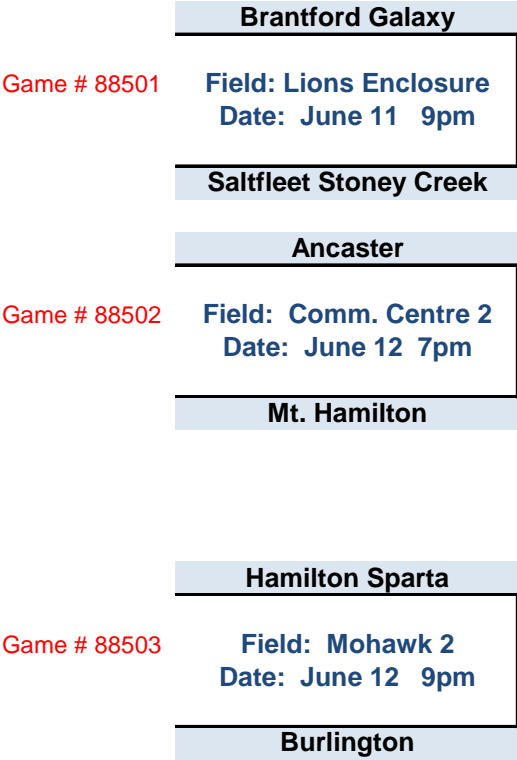 Brantford Galaxy
Game # 88501
Field: Lions Enclosure
Date: June 11 9pm
Saltfleet Stoney Creek
Ancaster
Game # 88502
Field: Comm. Centre 2
Date: June 12 7pm
Mt. Hamilton
Hamilton Sparta
Game # 88503
Field: Mohawk 2
Date: June 12 9pm
Burlington